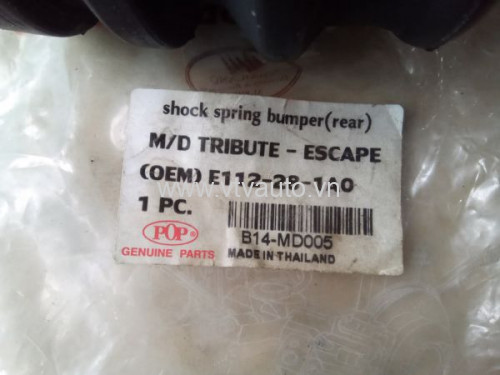 shock spring bumper(rear)
M/D TRIBUTE - ESCAPE
(OEM) E112-28-1A0
www.vtvauto.vn
1 PC.
POP®
GENUINE PARTS
B14-MD005
MADE IN THAILAND